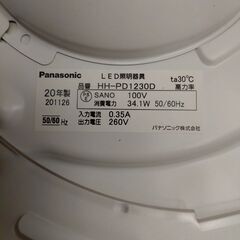 Panasonic LED照明器具 ta30℃
品番 HH-PD1230D 高力率
20年製 SANO 100V
201126 消費電力 34.1W 50/60Hz
50/60 Hz 入力電流 0.35A
出力電圧 260V
パナソニック株式会社